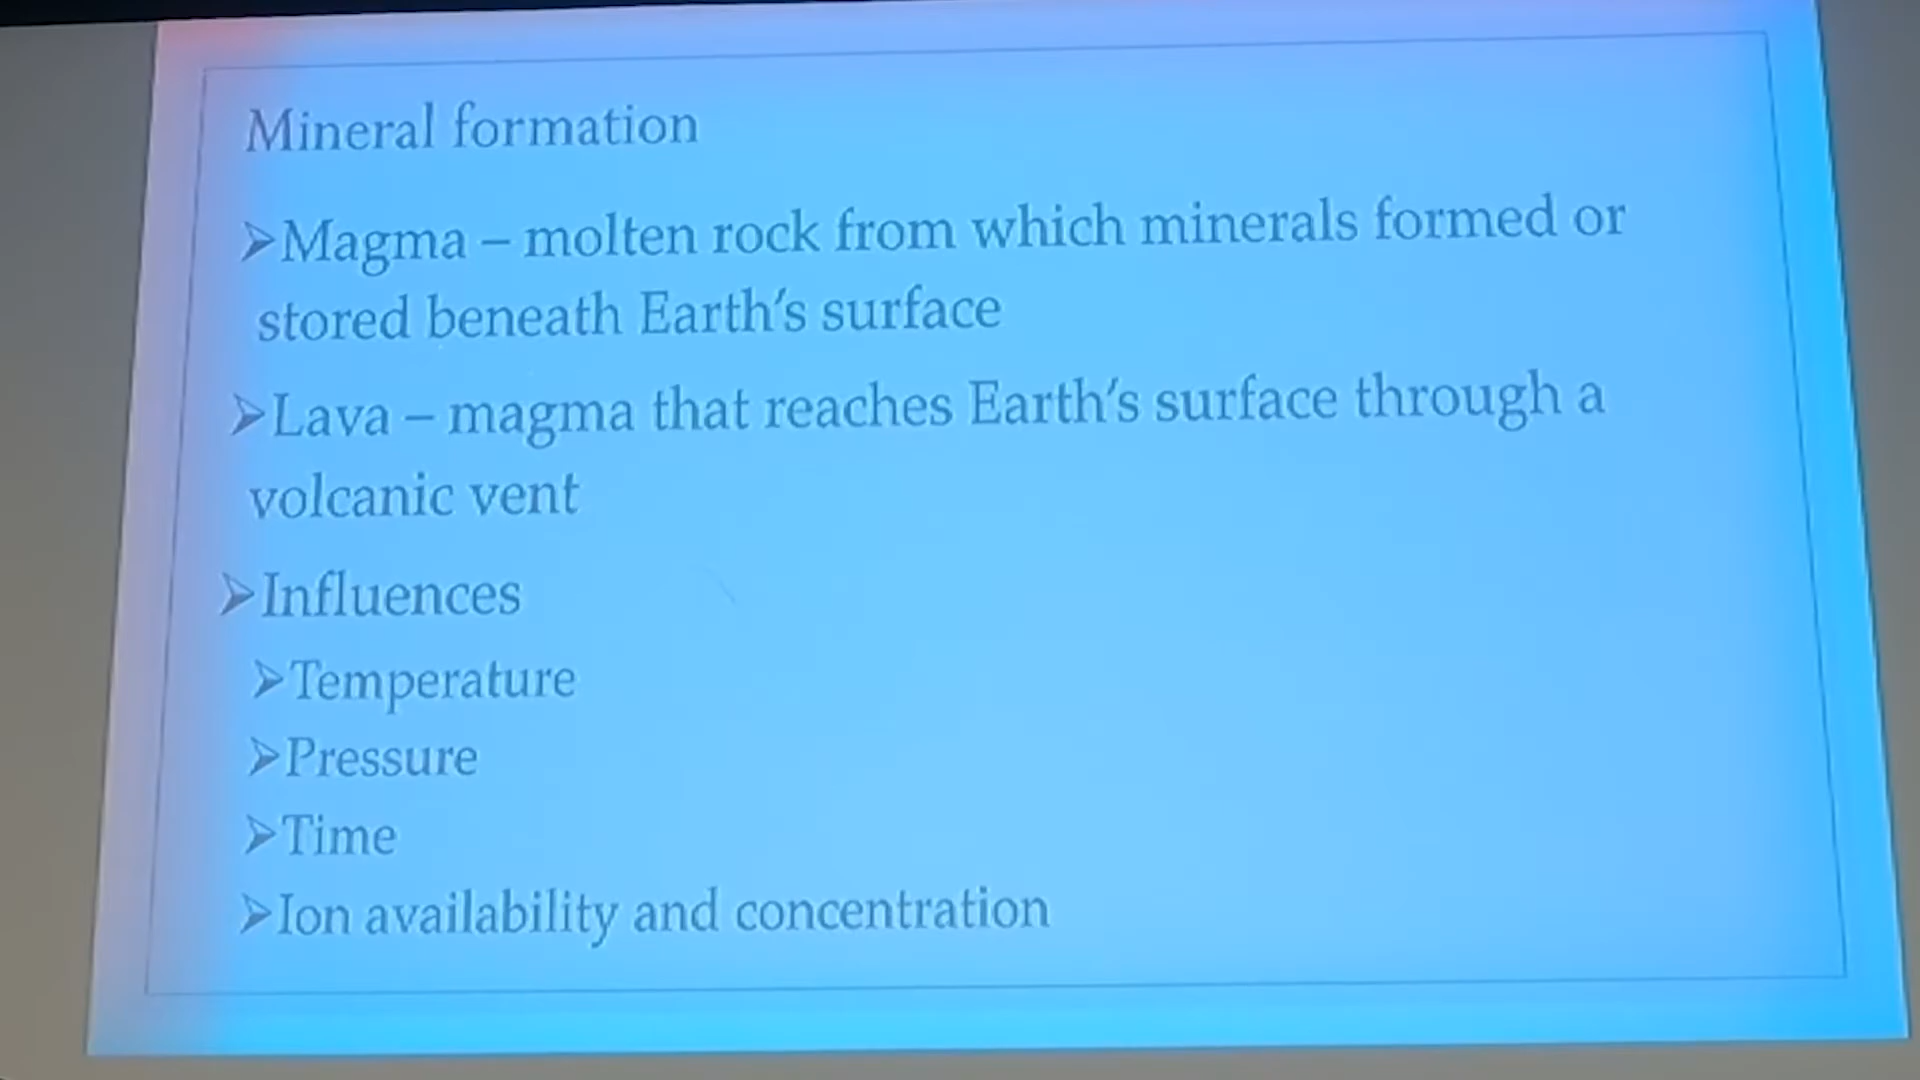 Mineral formation
➢Magma – molten rock from which minerals formed or
stored beneath Earth’s surface
➢Lava – magma that reaches Earth’s surface through a
volcanic vent
➢Influences
➢Temperature
➢Pressure
➢Time
➢Ion availability and concentration